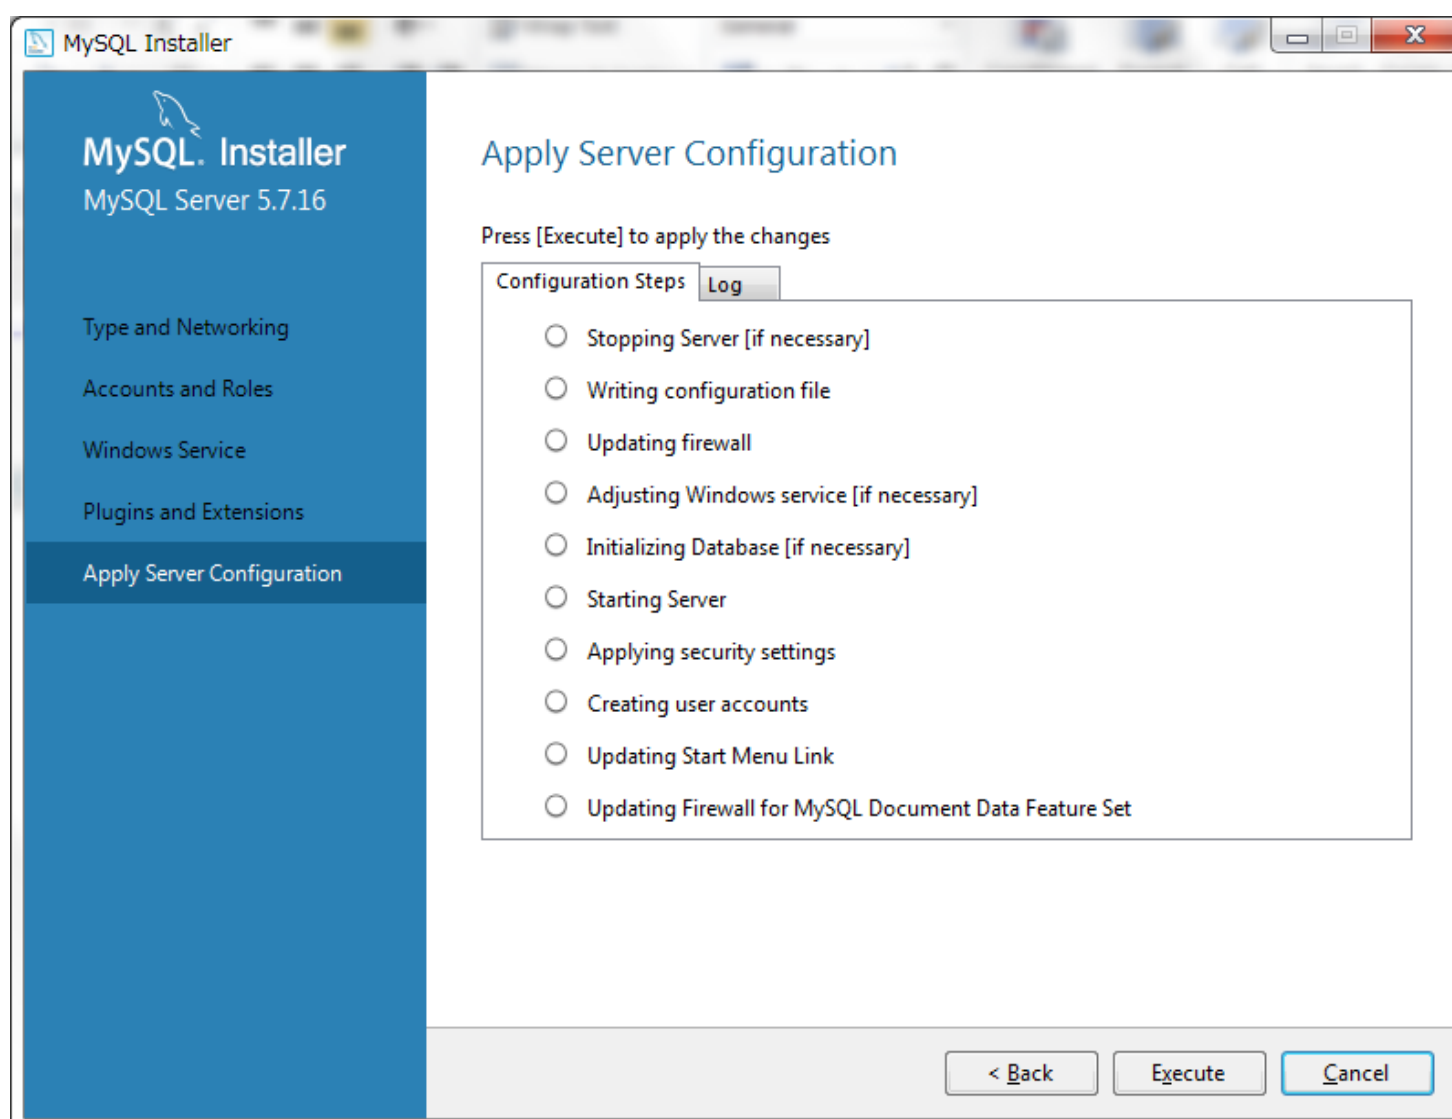 MySQL Installer
MySQL. Installer
MySQL Server 5.7.16
Type and Networking
Accounts and Roles
Windows Service
Plugins and Extensions
Apply Server Configuration
Apply Server Configuration
Press [Execute] to apply the changes
Configuration Steps
Log
Stopping Server [if necessary]
Writing configuration file
Updating firewall
Adjusting Windows service [if necessary]
Initializing Database [if necessary]
Starting Server
Applying security settings
Creating user accounts
Updating Start Menu Link
Updating Firewall for MySQL Document Data Feature Set
< Back
Execute
Cancel